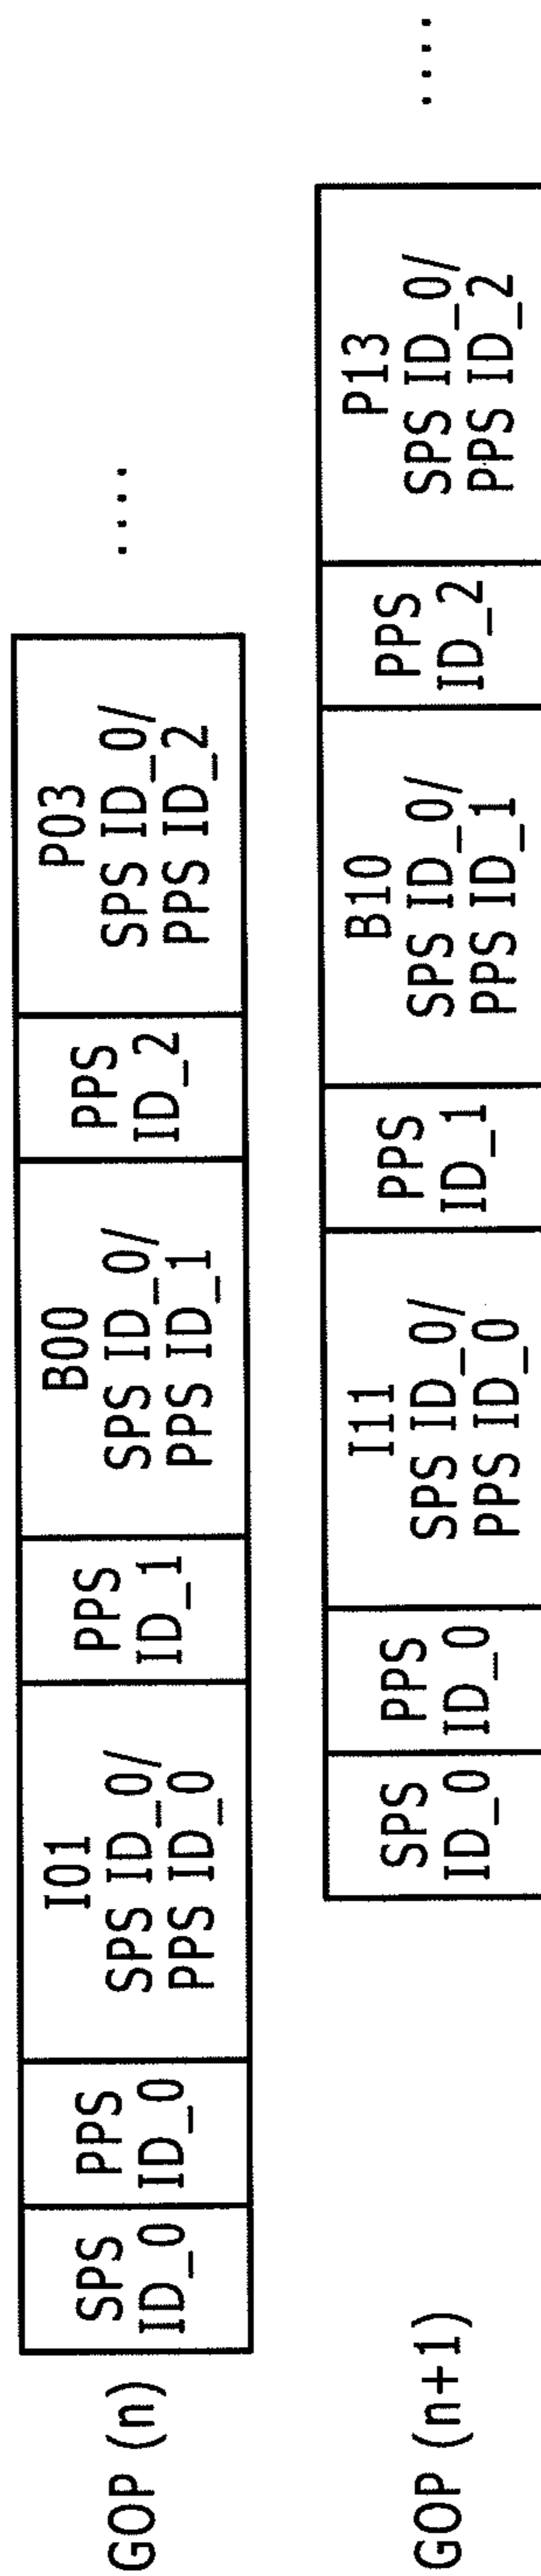 GOP (n)
SPS
ID_0
PPS
ID_0
I01
SPS ID_0/
PPS ID_0
PPS
ID_1
B00
SPS ID_0/
PPS ID_1
PPS
ID_2
P03
SPS ID_0/
PPS ID_2
....
GOP (n+1)
SPS
ID_0
PPS
ID_0
I11
SPS ID_0/
PPS ID_0
PPS
ID_1
B10
SPS ID_0/
PPS ID_1
PPS
ID_2
P13
SPS ID_0/
PPS ID_2
....